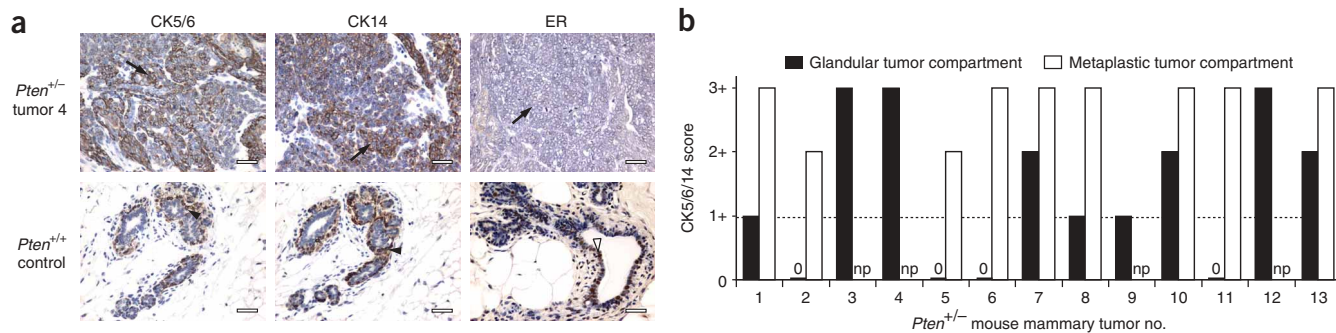 a
CK5/6
CK14
ER
Pten+/–
tumor 4
Pten+/+
control
b
Glandular tumor compartment
Metaplastic tumor compartment
CK5/6/14 score
3+
2+
1+
0
0
np
np
0
0
np
0
np
1
2
3
4
5
6
7
8
9
10
11
12
13
Pten+/– mouse mammary tumor no.